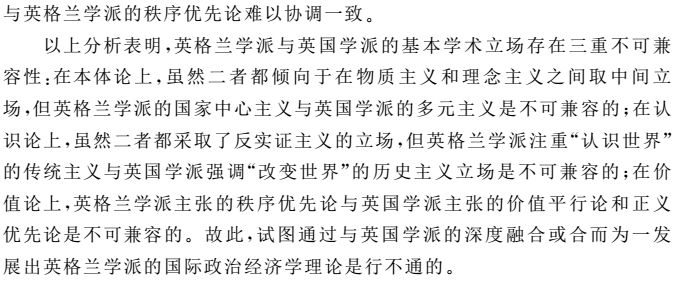 与英格兰学派的秩序优先论难以协调一致。
以上分析表明,英格兰学派与英国学派的基本学术立场存在三重不可兼
容性:在本体论上,虽然二者都倾向于在物质主义和理念主义之间取中间立
场,但英格兰学派的国家中心主义与英国学派的多元主义是不可兼容的;在认
识论上,虽然二者都采取了反实证主义的立场,但英格兰学派注重“认识世界”
的传统主义与英国学派强调“改变世界”的历史主义立场是不可兼容的;在价
值论上,英格兰学派主张的秩序优先论与英国学派主张的价值平行论和正义
优先论是不可兼容的。故此,试图通过与英国学派的深度融合或合而为一发
展出英格兰学派的国际政治经济学理论是行不通的。